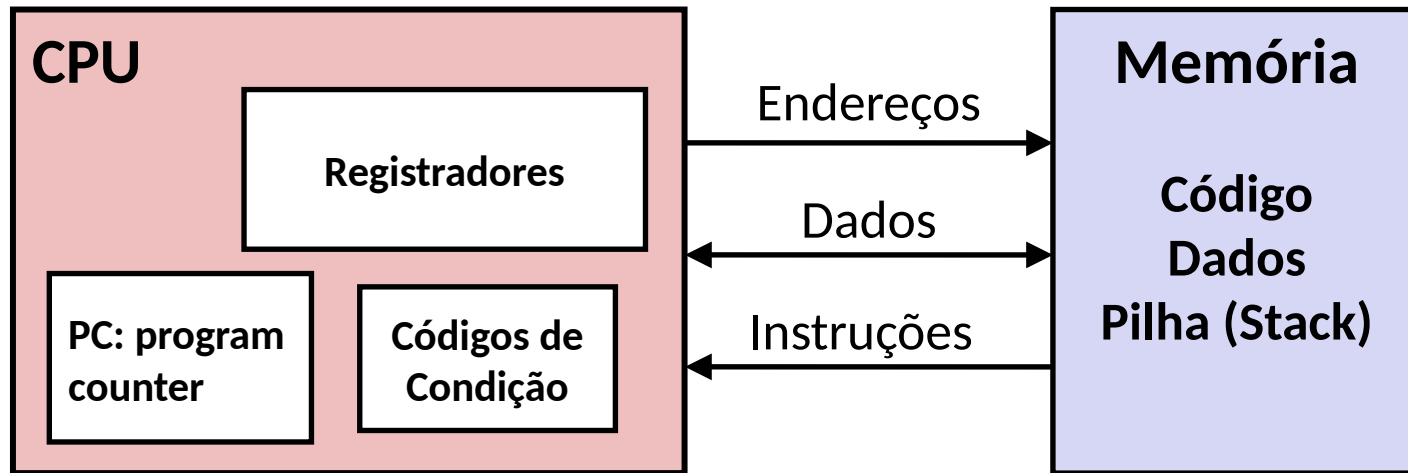 CPU
Registradores
PC: program
counter
Códigos de
Condição
Endereços
Dados
Instruções
Memória
Código
Dados
Pilha (Stack)